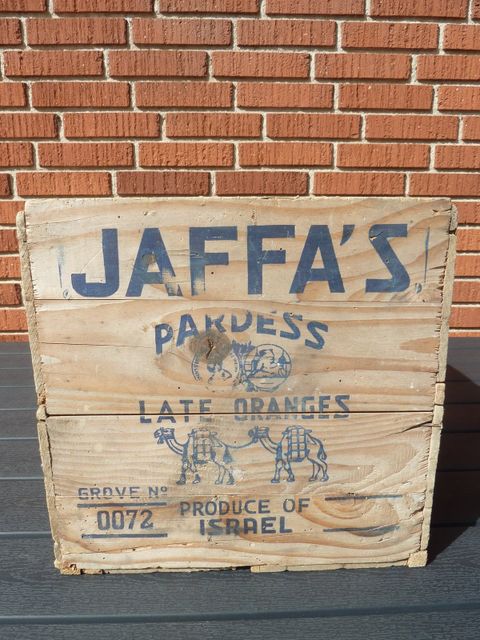 JAFFA'S
PARDESS
LATE ORANGES
GROVE Nº
0072
PRODUCE OF
ISRAEL